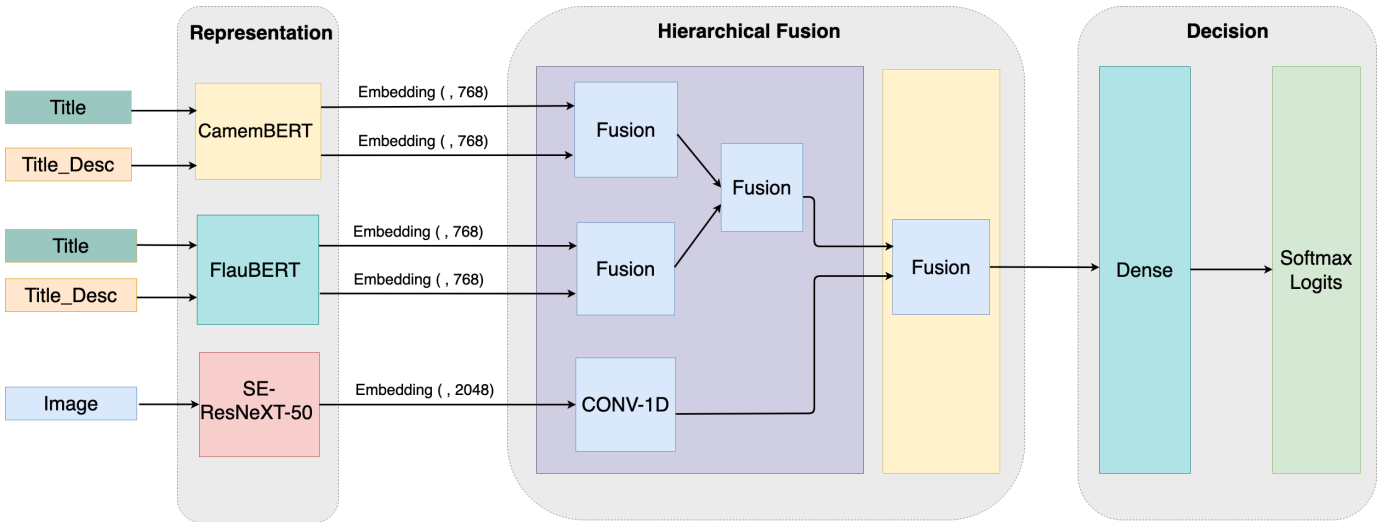 Representation
Hierarchical Fusion
Decision
Title
Title_Desc
CamemBERT
Embedding ( , 768)
Embedding ( , 768)
Fusion
Fusion
Title
Title_Desc
FlauBERT
Embedding ( , 768)
Embedding ( , 768)
Fusion
Fusion
Dense
Softmax
Logits
Image
SE-
ResNeXT-50
Embedding ( , 2048)
CONV-1D